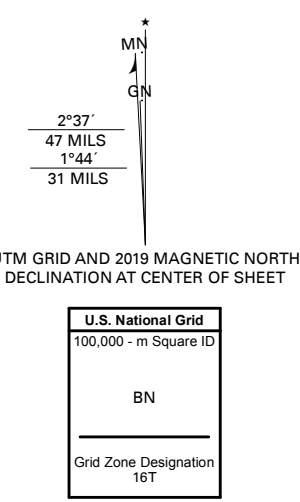 ★
MN
GN
2°37´
47 MILS
1°44´
31 MILS
UTM GRID AND 2019 MAGNETIC NORTH
DECLINATION AT CENTER OF SHEET
U.S. National Grid
100,000 - m Square ID
BN
Grid Zone Designation
16T